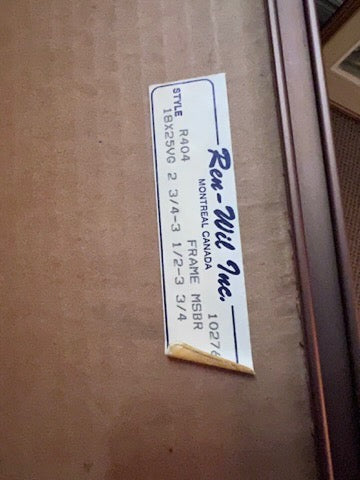 Ren-Wil Inc.
MONTREAL CANADA
10276
STYLE R404 FRAME MSBR
18X25VG 2 3/4-3 1/2-3 3/4